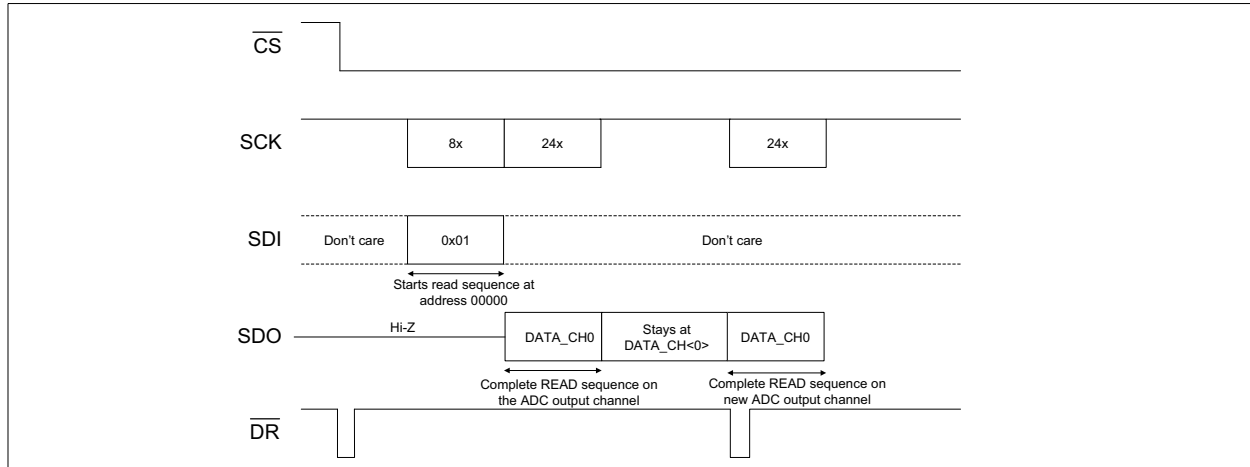 CS
SCK
8x
24x
24x
SDI
Don't care
0x01
Don't care
Starts read sequence at
address 00000
SDO
Hi-Z
DATA_CH0
Stays at
DATA_CH<0>
DATA_CH0
Complete READ sequence on
the ADC output channel
Complete READ sequence on
new ADC output channel
DR